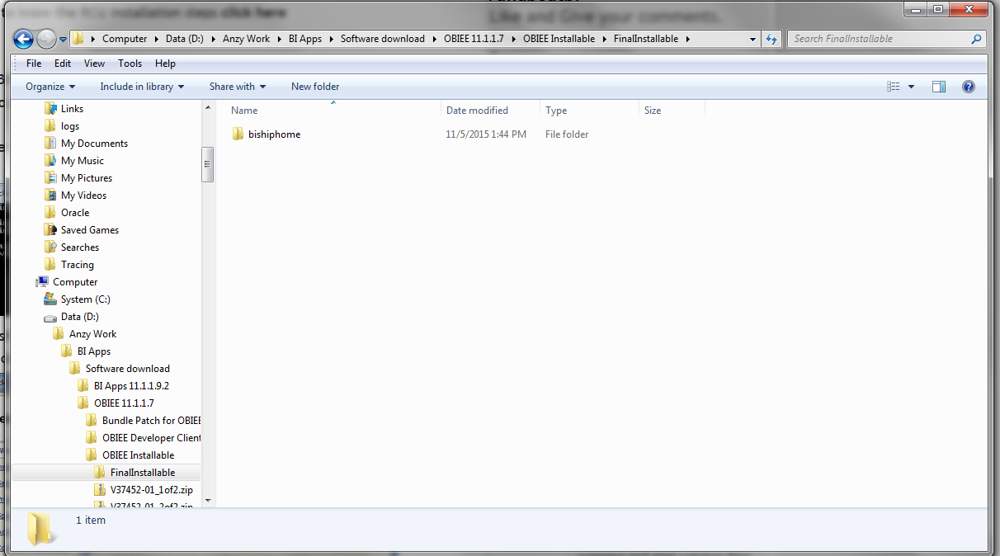 to know the RCU installation steps click here
Like and Give your comments.
Computer Data (D:) Anzy Work BI Apps Software download OBIEE 11.1.1.7 OBIEE Installable FinalInstallable
Search FinalInstallable
File Edit View Tools Help
Organize Include in library Share with New folder
Name Date modified Type Size
bishiphome 11/5/2015 1:44 PM File folder
Links
logs
My Documents
My Music
My Pictures
My Videos
Oracle
Saved Games
Searches
Tracing
Computer
System (C:)
Data (D:)
Anzy Work
BI Apps
Software download
BI Apps 11.1.1.9.2
OBIEE 11.1.1.7
Bundle Patch for OBIEE
OBIEE Developer Client
OBIEE Installable
FinalInstallable
V37452-01_1of2.zip
V37452-01_2of2.zip
1 item